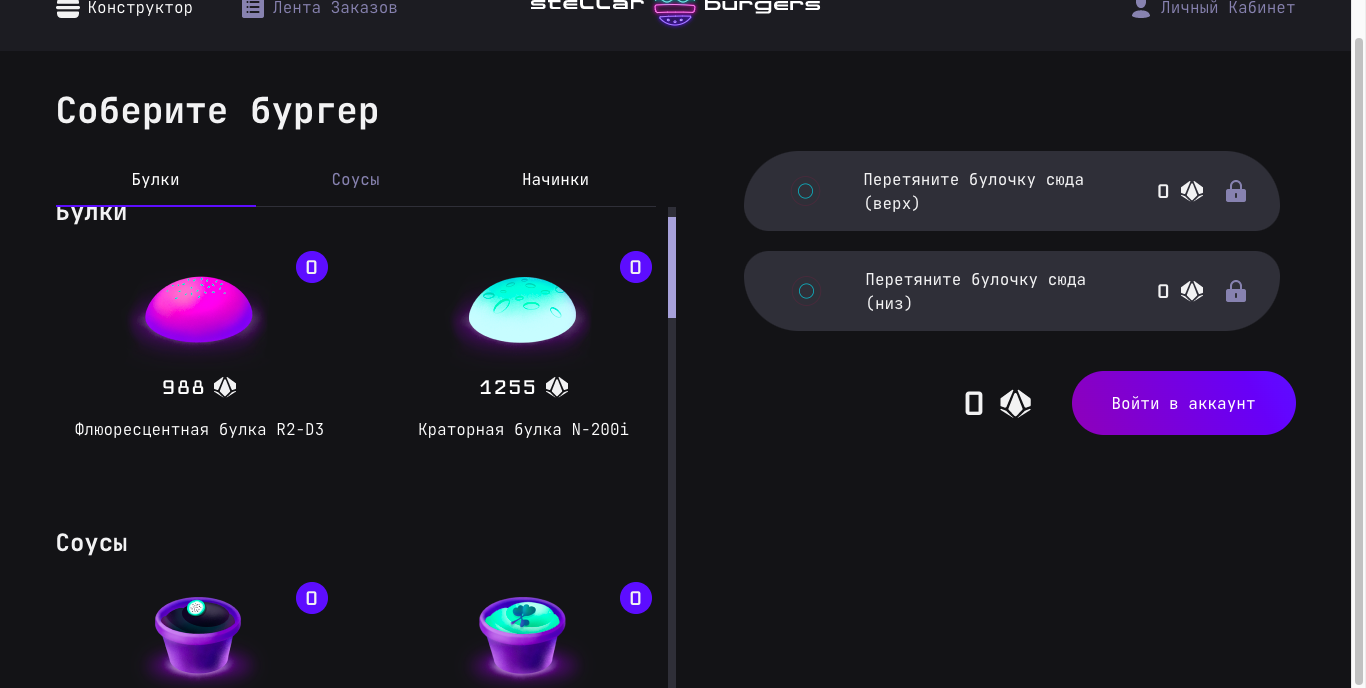 Конструктор
Лента Заказов
stellar burgers
Личный Кабинет
Соберите бургер
Булки
Соусы
Начинки
Булки
0
0
988
1255
Флюоресцентная булка R2-D3
Краторная булка N-200i
Соусы
0
0
Перетяните булочку сюда
(верх)
0
Перетяните булочку сюда
(низ)
0
0
Войти в аккаунт